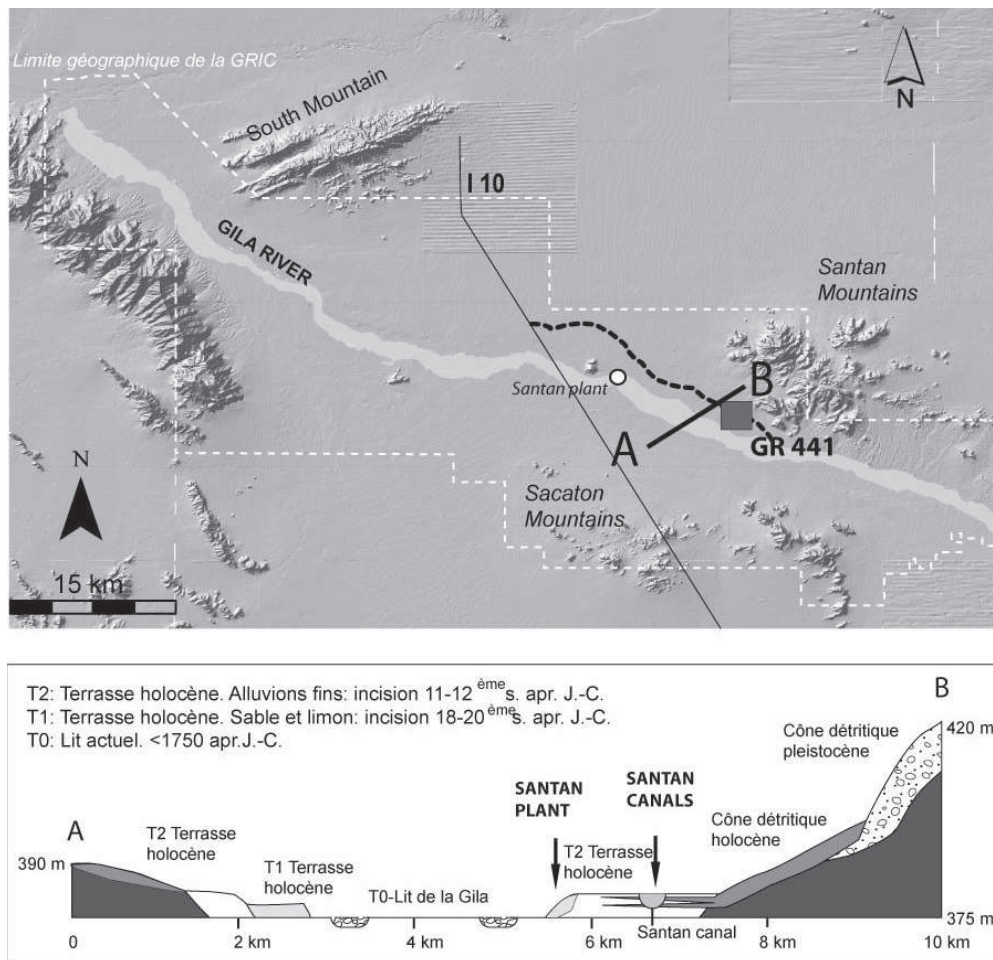 Limite géographique de la GRIC
South Mountain
N
I 10
GILA RIVER
Santan
Mountains
Santan plant
B
A
GR 441
N
Sacaton
Mountains
15 km
T2: Terrasse holocène. Alluvions fins: incision 11-12 ème s. apr. J.-C.
T1: Terrasse holocène. Sable et limon: incision 18-20 ème s. apr. J.-C.
T0: Lit actuel. <1750 apr.J.-C.
B
420 m
Cône détritique
pleistocène
SANTAN
PLANT
SANTAN
CANALS
A
Cône détritique
holocène
T2 Terrasse
holocène
T2 Terrasse
holocène
390 m
T1 Terrasse
holocène
T0-Lit de la Gila
375 m
Santan canal
0
2 km
4 km
6 km
8 km
10 km